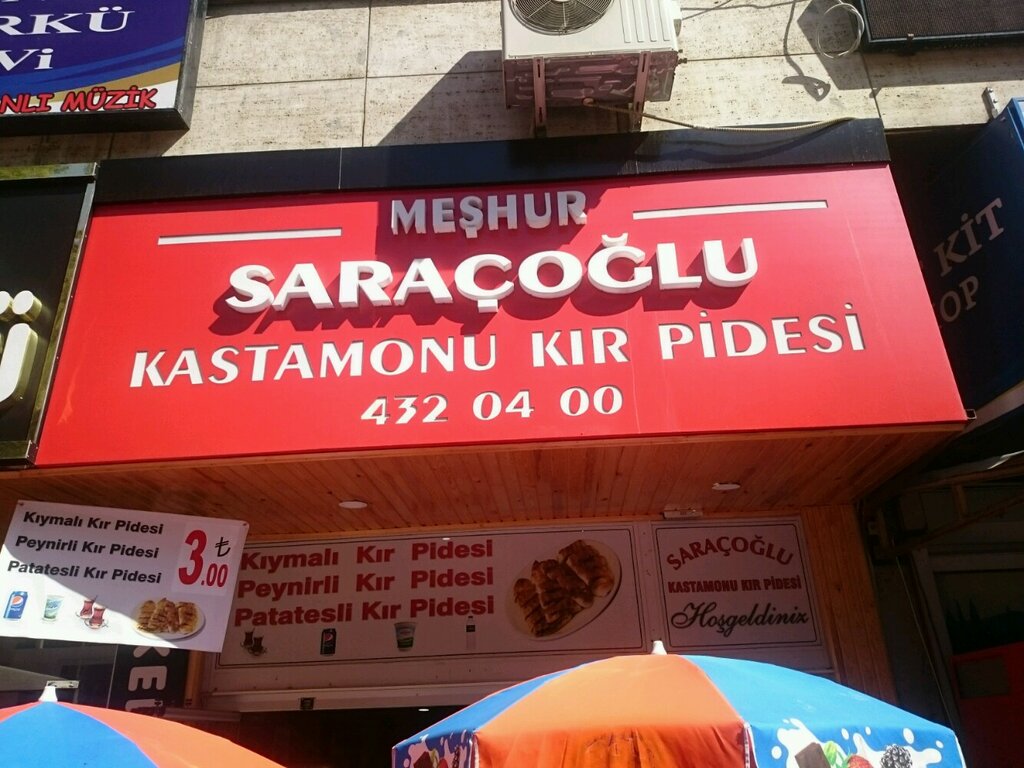 RKÜ
Vi
NLI MÜZİK
MEŞHUR
SARAÇOĞLU
KASTAMONU KIR PİDESİ
432 04 00
KİT
OP
Kıymalı Kır Pidesi
Peynirli Kır Pidesi
Patatesli Kır Pidesi
3.00 ₺
Kıymalı Kır Pidesi
Peynirli Kır Pidesi
Patatesli Kır Pidesi
SARAÇOĞLU
KASTAMONU KIR PİDESİ
Hoşgeldiniz